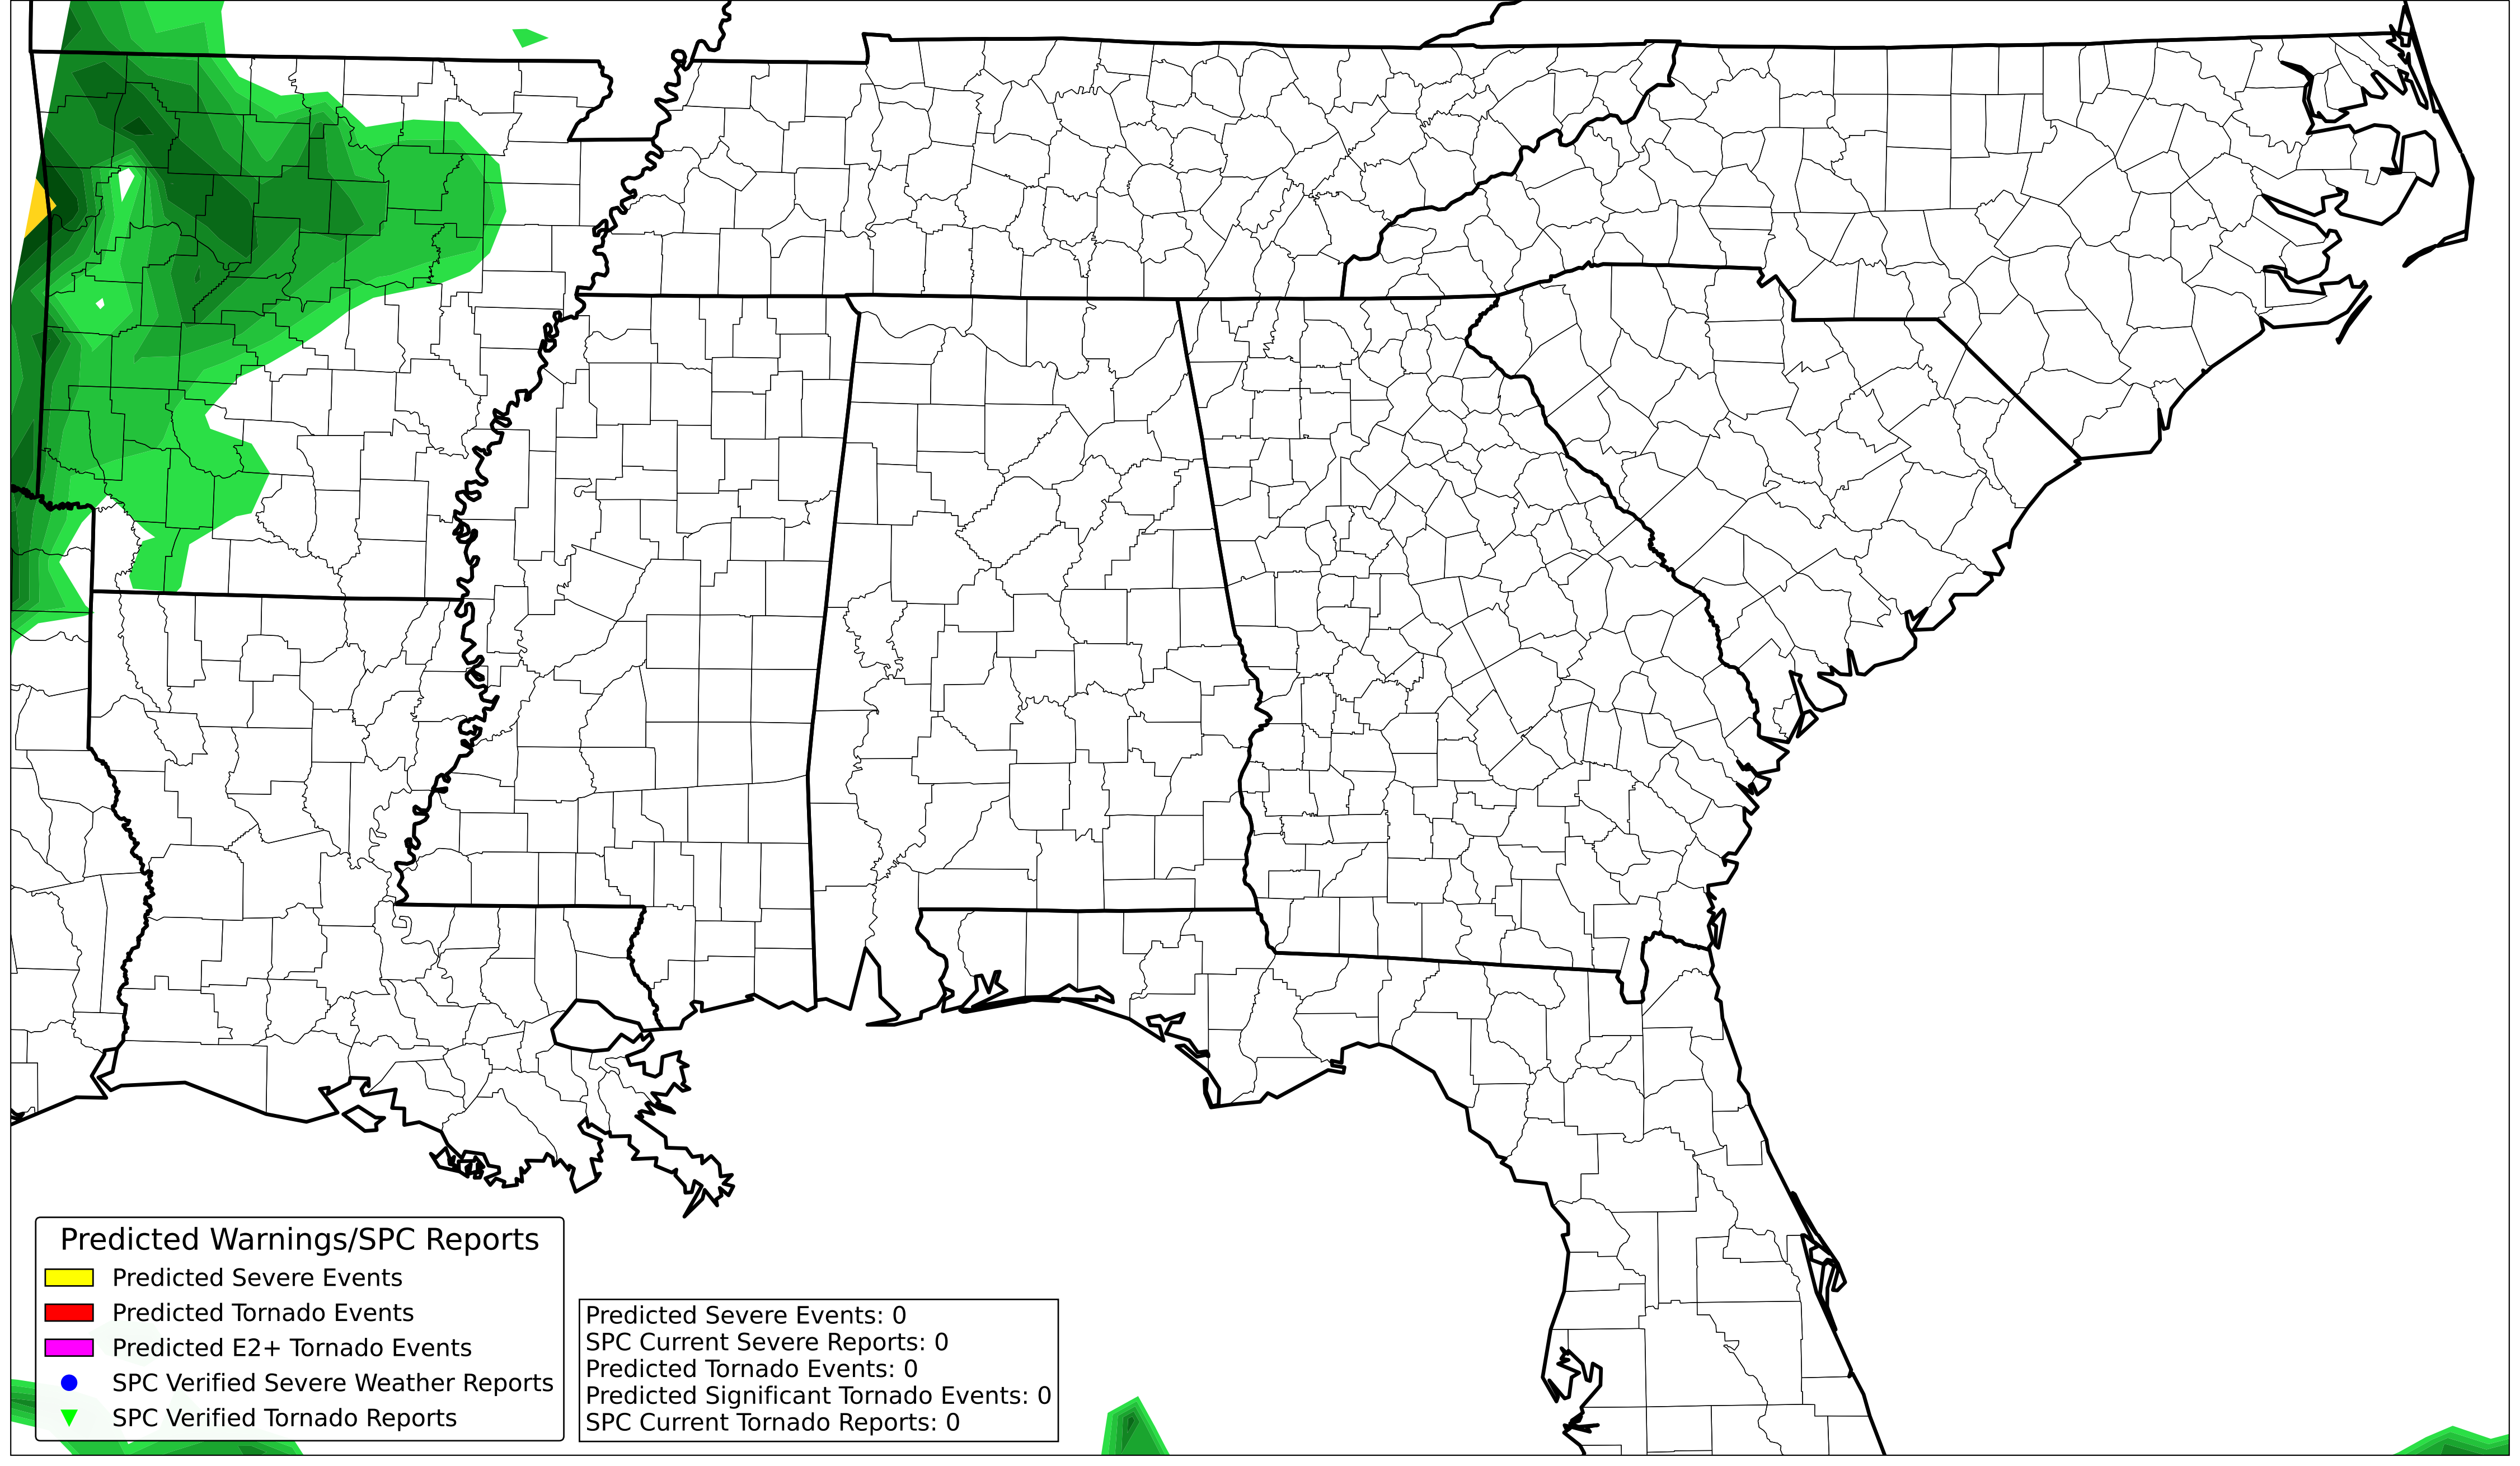 Predicted Warnings/SPC Reports
Predicted Severe Events
Predicted Tornado Events
Predicted E2+ Tornado Events
SPC Verified Severe Weather Reports
SPC Verified Tornado Reports
Predicted Severe Events: 0
SPC Current Severe Reports: 0
Predicted Tornado Events: 0
Predicted Significant Tornado Events: 0
SPC Current Tornado Reports: 0